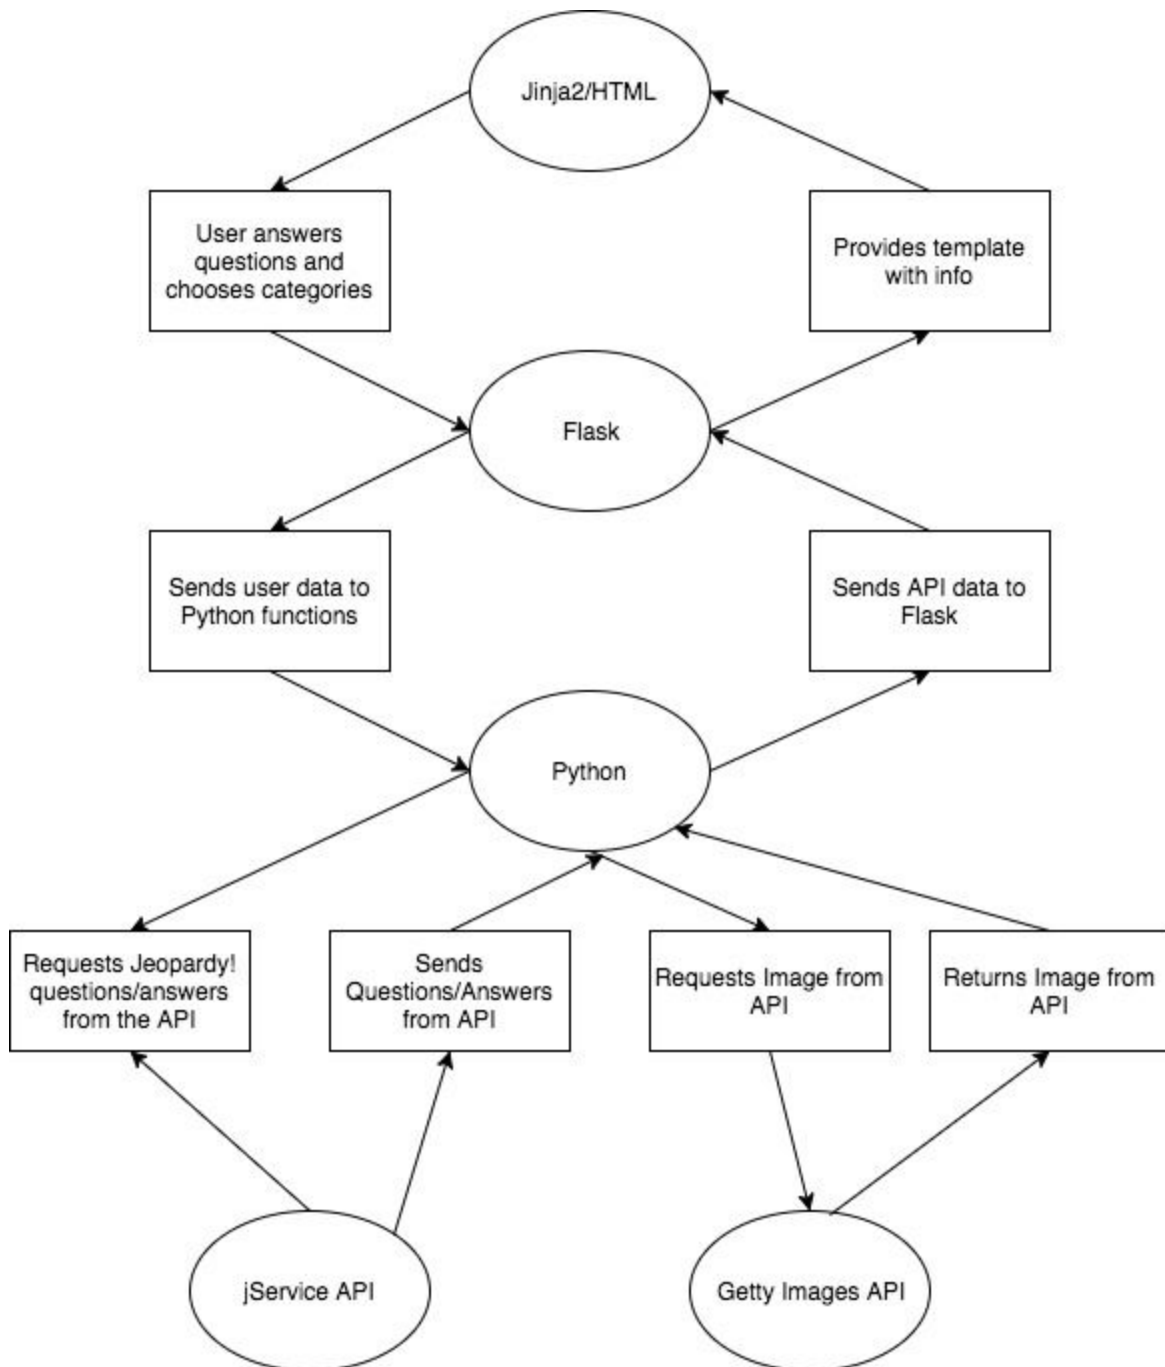 Jinja2/HTML
User answers
questions and
chooses categories
Provides template
with info
Flask
Sends user data to
Python functions
Sends API data to
Flask
Python
Requests Jeopardy!
questions/answers
from the API
Sends
Questions/Answers
from API
Requests Image from
API
Returns Image from
API
jService API
Getty Images API